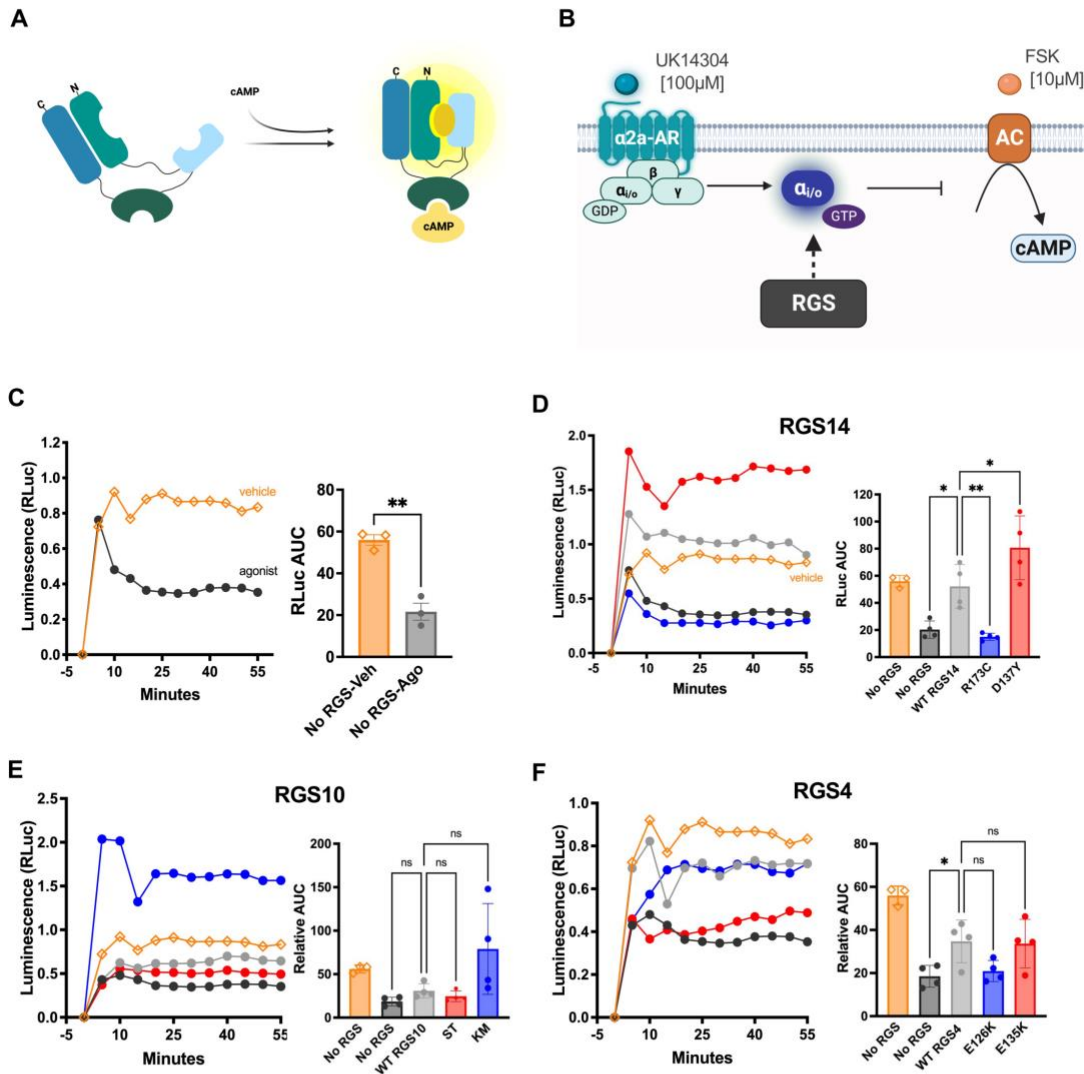 A
C
N
cAMP
C
N
cAMP
B
UK14304
[100µM]
FSK
[10µM]
α2a-AR
AC
β
αi/o
γ
GDP
αi/o
GTP
cAMP
RGS
C
Luminescence (RLuc)
1.2
1.0
0.8
0.6
0.4
0.2
0.0
-5
10
25
40
55
Minutes
vehicle
agonist
RLuc AUC
80
60
40
20
0
**
No RGS-Veh
No RGS-Ago
D
RGS14
Luminescence (RLuc)
2.0
1.5
1.0
0.5
0.0
-5
10
25
40
55
Minutes
vehicle
RLuc AUC
120
100
80
60
40
20
0
*
*
**
No RGS
No RGS
WT RGS14
R173C
D137Y
E
RGS10
Luminescence (RLuc)
2.5
2.0
1.5
1.0
0.5
0.0
-5
10
25
40
55
Minutes
Relative AUC
200
150
100
50
0
ns
ns
ns
No RGS
No RGS
WT RGS10
ST
KM
F
RGS4
Luminescence (RLuc)
1.0
0.8
0.6
0.4
0.2
0.0
-5
10
25
40
55
Minutes
Relative AUC
80
60
40
20
0
ns
*
ns
No RGS
No RGS
WT RGS4
E126K
E135K